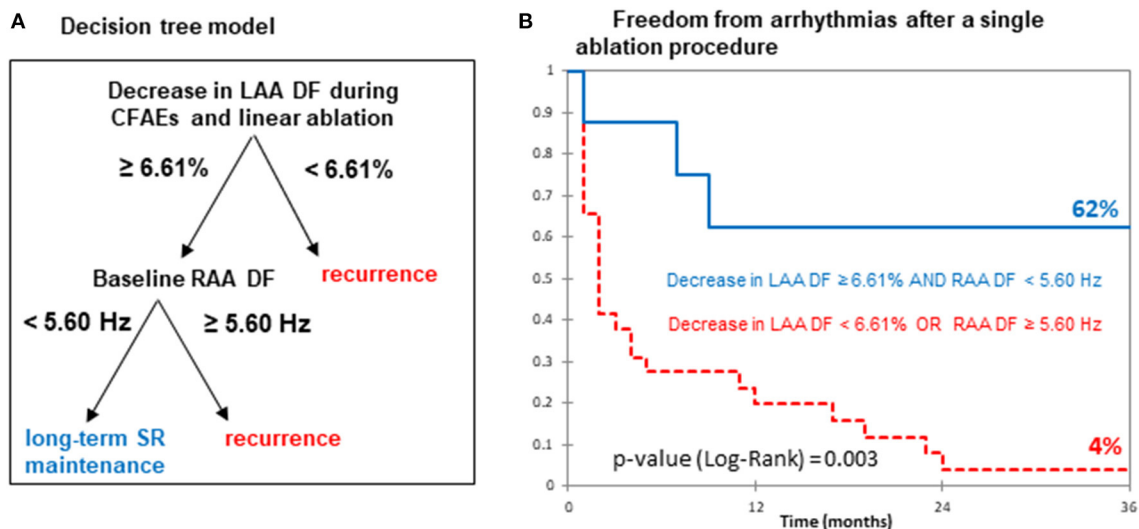 A
Decision tree model
Decrease in LAA DF during
CFAEs and linear ablation
≥ 6.61%
< 6.61%
Baseline RAA DF
recurrence
< 5.60 Hz
≥ 5.60 Hz
long-term SR
maintenance
recurrence
B
Freedom from arrhythmias after a single
ablation procedure
1
0.9
0.8
0.7
0.6
0.5
0.4
0.3
0.2
0.1
0
62%
Decrease in LAA DF ≥ 6.61% AND RAA DF < 5.60 Hz
Decrease in LAA DF < 6.61% OR RAA DF ≥ 5.60 Hz
4%
p-value (Log-Rank) = 0.003
0
12
24
36
Time (months)